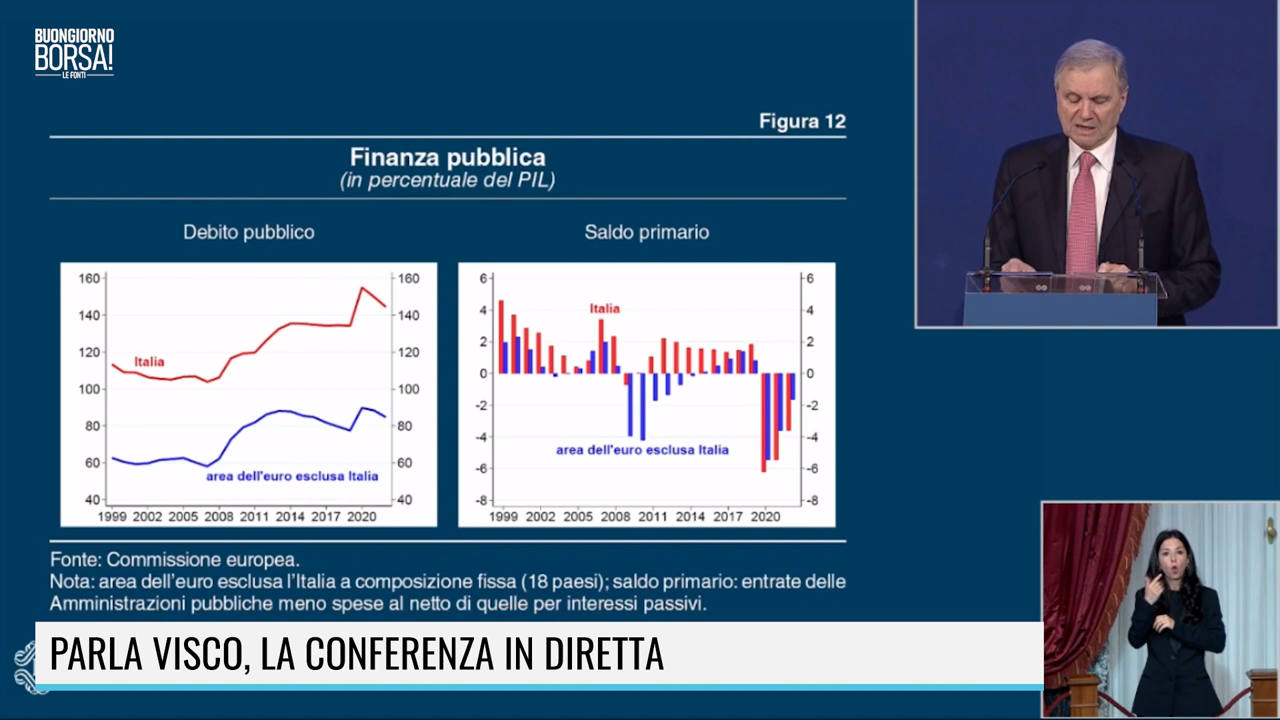 BUONGIORNO
BORSA!
LE FONTI
Figura 12
Finanza pubblica
(in percentuale del PIL)
Debito pubblico
Saldo primario
160
140
120
100
80
60
40
160
140
120
100
80
60
40
Italia
area dell'euro esclusa Italia
1999 2002 2005 2008 2011 2014 2017 2020
6
4
2
0
-2
-4
-6
-8
6
4
2
0
-2
-4
-6
-8
Italia
area dell'euro esclusa Italia
1999 2002 2005 2008 2011 2014 2017 2020
Fonte: Commissione europea.
Nota: area dell'euro esclusa l'Italia a composizione fissa (18 paesi); saldo primario: entrate delle
Amministrazioni pubbliche meno spese al netto di quelle per interessi passivi.
PARLA VISCO, LA CONFERENZA IN DIRETTA